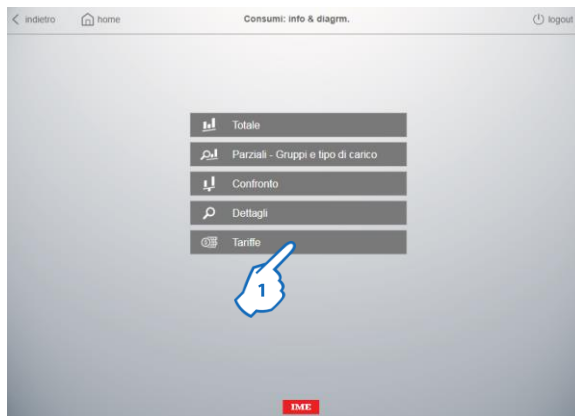 indietro home Consumi: info & diagrm. logout
Totale
Parziali - Gruppi e tipo di carico
Confronto
Dettagli
Tariffe
1
IME